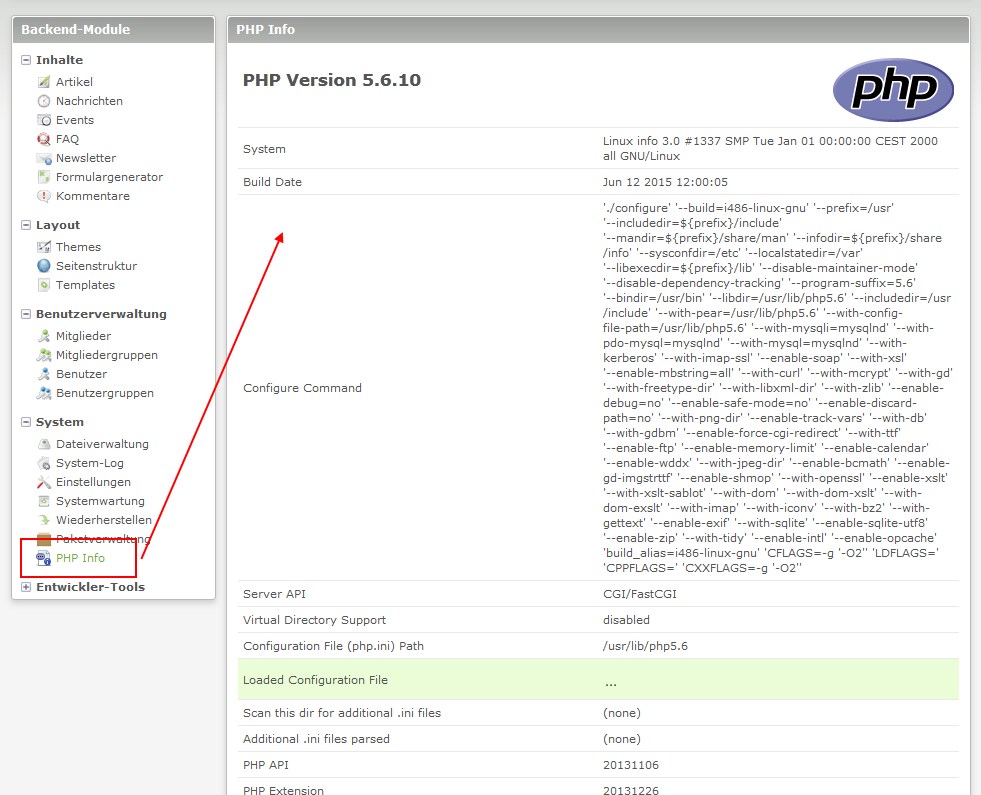 Backend-Module
Inhalte
Artikel
Nachrichten
Events
FAQ
Newsletter
Formulargenerator
Kommentare
Layout
Themes
Seitenstruktur
Templates
Benutzerverwaltung
Mitglieder
Mitgliedergruppen
Benutzer
Benutzergruppen
System
Dateiverwaltung
System-Log
Einstellungen
Systemwartung
Wiederherstellen
Paketverwaltung
PHP Info
Entwickler-Tools
PHP Info
PHP Version 5.6.10
php
System
Linux info 3.0 #1337 SMP Tue Jan 01 00:00:00 CEST 2000
all GNU/Linux
Build Date
Jun 12 2015 12:00:05
Configure Command
'./configure' '--build=i486-linux-gnu' '--prefix=/usr'
'--includedir=${prefix}/include'
'--mandir=${prefix}/share/man' '--infodir=${prefix}/share
/info' '--sysconfdir=/etc' '--localstatedir=/var'
'--libexecdir=${prefix}/lib' '--disable-maintainer-mode'
'--disable-dependency-tracking' '--program-suffix=5.6'
'--bindir=/usr/bin' '--libdir=/usr/lib/php5.6' '--includedir=/usr
/include' '--with-pear=/usr/lib/php5.6' '--with-config-
file-path=/usr/lib/php5.6' '--with-mysqli=mysqlnd' '--with-
pdo-mysql=mysqlnd' '--with-mysql=mysqlnd' '--with-
kerberos' '--with-imap-ssl' '--enable-soap' '--with-xsl'
'--enable-mbstring=all' '--with-curl' '--with-mcrypt' '--with-gd'
'--with-freetype-dir' '--with-libxml-dir' '--with-zlib' '--enable-
debug=no' '--enable-safe-mode=no' '--enable-discard-
path=no' '--with-png-dir' '--enable-track-vars' '--with-db'
'--with-gdbm' '--enable-force-cgi-redirect' '--with-ttf'
'--enable-ftp' '--enable-memory-limit' '--enable-calendar'
'--enable-wddx' '--with-jpeg-dir' '--enable-bcmath' '--enable-
gd-imgstrttf' '--enable-shmop' '--with-openssl' '--enable-xslt'
'--with-xslt-sablot' '--with-dom' '--with-dom-xslt' '--with-
dom-exslt' '--with-imap' '--with-iconv' '--with-bz2' '--with-
gettext' '--enable-exif' '--with-sqlite' '--enable-sqlite-utf8'
'--enable-zip' '--with-tidy' '--enable-intl' '--enable-opcache'
'build_alias=i486-linux-gnu' 'CFLAGS=-g '-O2'' 'LDFLAGS='
'CPPFLAGS=' 'CXXFLAGS=-g '-O2''
Server API
CGI/FastCGI
Virtual Directory Support
disabled
Configuration File (php.ini) Path
/usr/lib/php5.6
Loaded Configuration File
...
Scan this dir for additional .ini files
(none)
Additional .ini files parsed
(none)
PHP API
20131106
PHP Extension
20131226